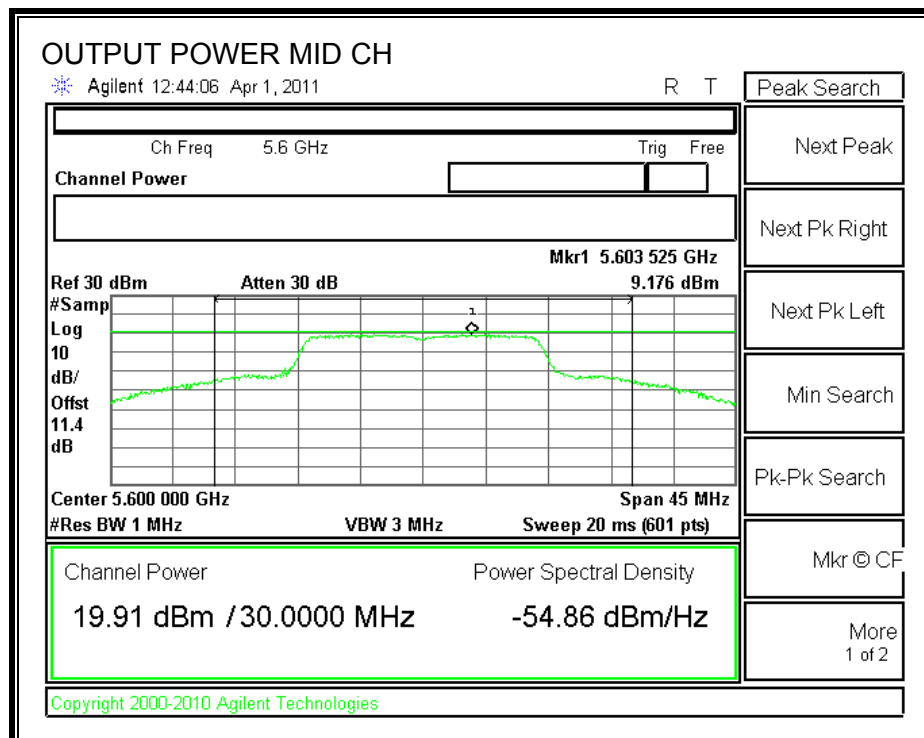 OUTPUT POWER MID CH
Agilent 12:44:06 Apr 1, 2011 R T
Peak Search
Ch Freq 5.6 GHz Trig Free
Next Peak
Channel Power
Next Pk Right
Mkr1 5.603 525 GHz
Ref 30 dBm Atten 30 dB 9.176 dBm
#Samp
Log
10
dB/
Offst
11.4
dB
1
Next Pk Left
Min Search
Pk-Pk Search
Center 5.600 000 GHz Span 45 MHz
#Res BW 1 MHz VBW 3 MHz Sweep 20 ms (601 pts)
Mkr © CF
Channel Power Power Spectral Density
19.91 dBm / 30.0000 MHz -54.86 dBm/Hz
More
1 of 2
Copyright 2000-2010 Agilent Technologies